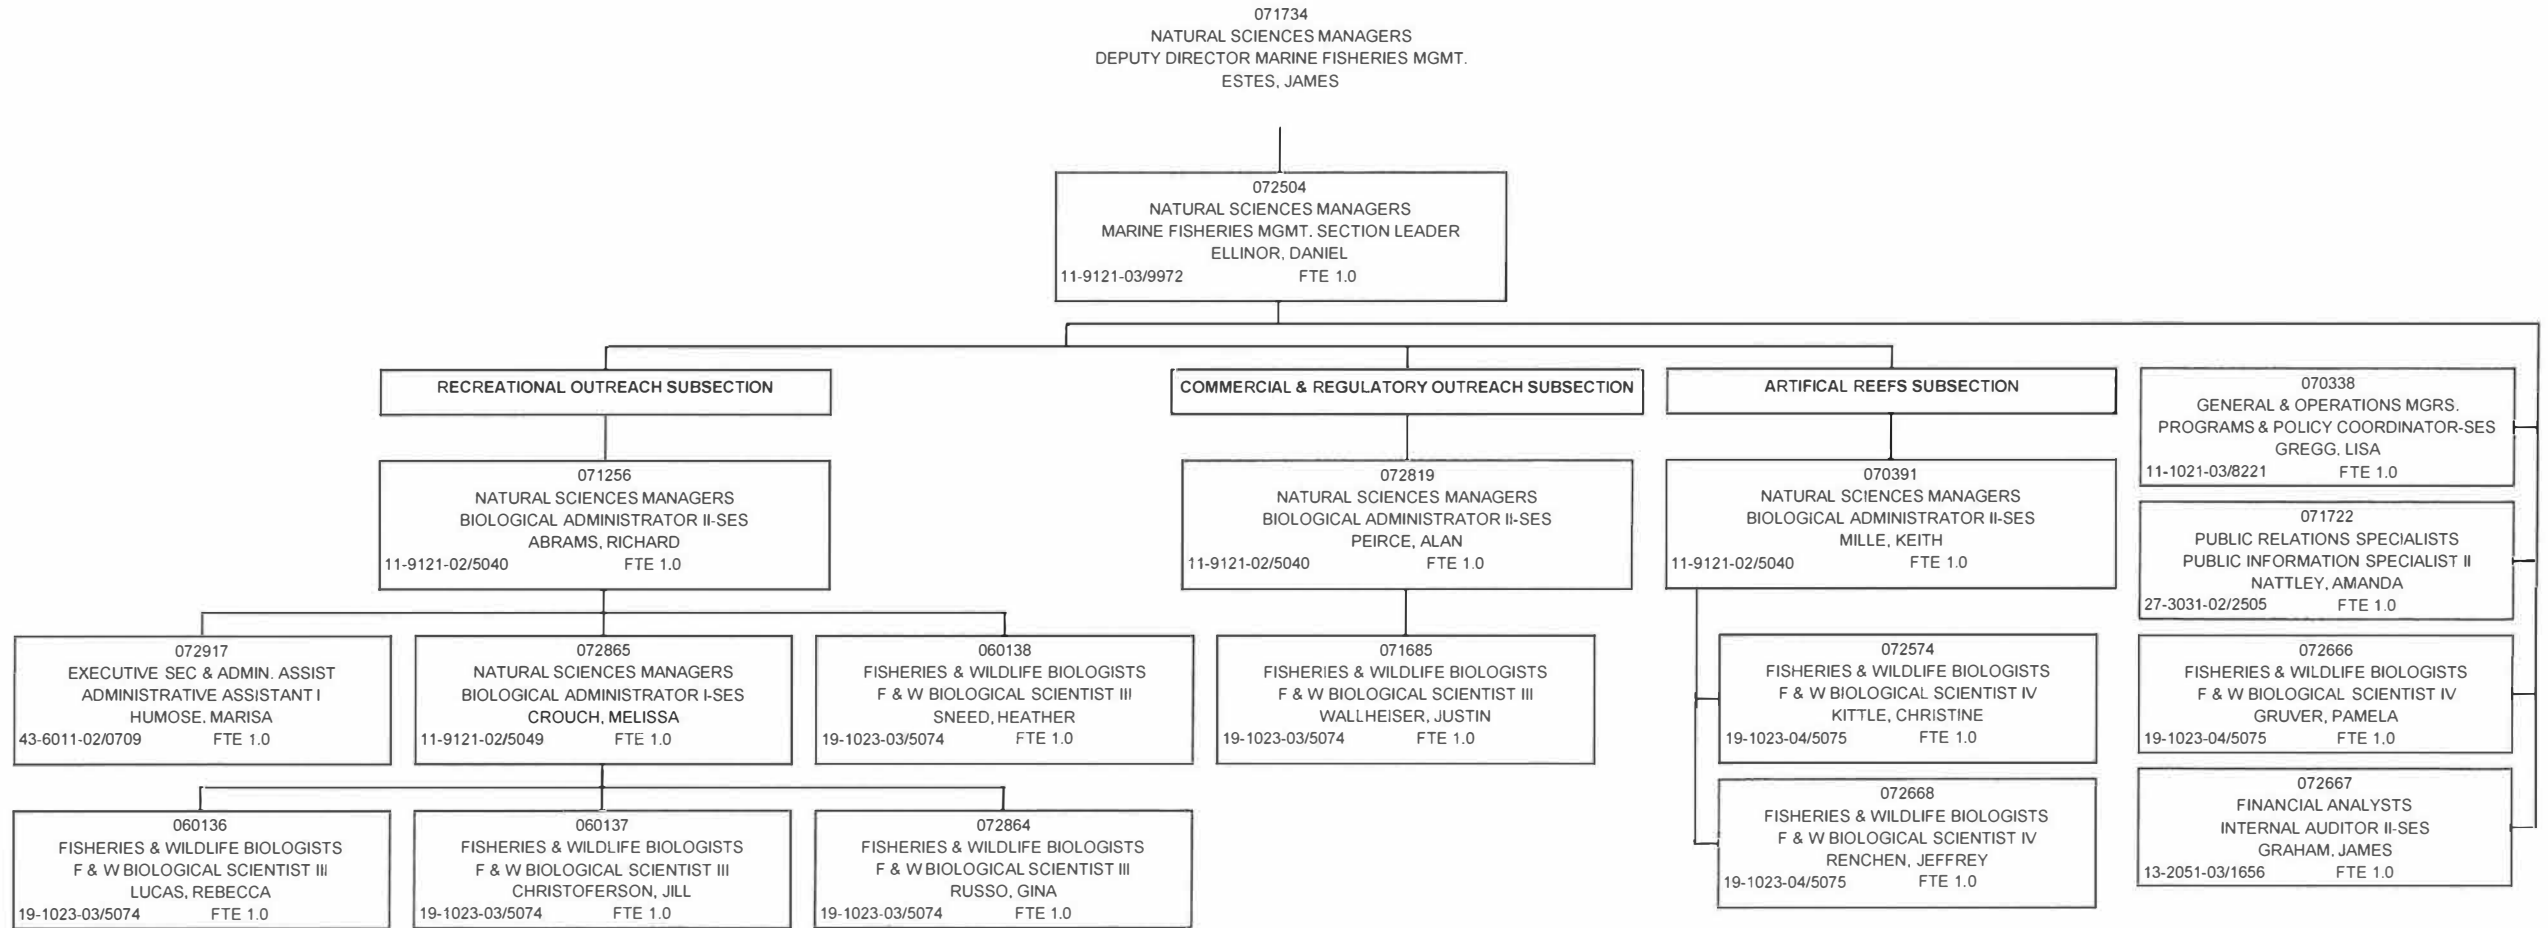 071734
NATURAL SCIENCES MANAGERS
DEPUTY DIRECTOR MARINE FISHERIES MGMT.
ESTES, JAMES
072504
NATURAL SCIENCES MANAGERS
MARINE FISHERIES MGMT. SECTION LEADER
ELLINOR, DANIEL
11-9121-03/9972 FTE 1.0
RECREATIONAL OUTREACH SUBSECTION
071256
NATURAL SCIENCES MANAGERS
BIOLOGICAL ADMINISTRATOR II-SES
ABRAMS, RICHARD
11-9121-02/5040 FTE 1.0
072917
EXECUTIVE SEC & ADMIN. ASSIST
ADMINISTRATIVE ASSISTANT I
HUMOSE, MARISA
43-6011-02/0709 FTE 1.0
072865
NATURAL SCIENCES MANAGERS
BIOLOGICAL ADMINISTRATOR I-SES
CROUCH, MELISSA
11-9121-02/5049 FTE 1.0
060138
FISHERIES & WILDLIFE BIOLOGISTS
F & W BIOLOGICAL SCIENTIST III
SNEED, HEATHER
19-1023-03/5074 FTE 1.0
060136
FISHERIES & WILDLIFE BIOLOGISTS
F & W BIOLOGICAL SCIENTIST III
LUCAS, REBECCA
19-1023-03/5074 FTE 1.0
060137
FISHERIES & WILDLIFE BIOLOGISTS
F & W BIOLOGICAL SCIENTIST III
CHRISTOFERSON, JILL
19-1023-03/5074 FTE 1.0
072864
FISHERIES & WILDLIFE BIOLOGISTS
F & W BIOLOGICAL SCIENTIST III
RUSSO, GINA
19-1023-03/5074 FTE 1.0
COMMERCIAL & REGULATORY OUTREACH SUBSECTION
072819
NATURAL SCIENCES MANAGERS
BIOLOGICAL ADMINISTRATOR II-SES
PEIRCE, ALAN
11-9121-02/5040 FTE 1.0
071685
FISHERIES & WILDLIFE BIOLOGISTS
F & W BIOLOGICAL SCIENTIST III
WALLHEISER, JUSTIN
19-1023-03/5074 FTE 1.0
ARTIFICAL REEFS SUBSECTION
070391
NATURAL SCIENCES MANAGERS
BIOLOGICAL ADMINISTRATOR II-SES
MILLE, KEITH
11-9121-02/5040 FTE 1.0
072574
FISHERIES & WILDLIFE BIOLOGISTS
F & W BIOLOGICAL SCIENTIST IV
KITTLE, CHRISTINE
19-1023-04/5075 FTE 1.0
072668
FISHERIES & WILDLIFE BIOLOGISTS
F & W BIOLOGICAL SCIENTIST IV
RENCHEN, JEFFREY
19-1023-04/5075 FTE 1.0
070338
GENERAL & OPERATIONS MGRS.
PROGRAMS & POLICY COORDINATOR-SES
GREGG, LISA
11-1021-03/8221 FTE 1.0
071722
PUBLIC RELATIONS SPECIALISTS
PUBLIC INFORMATION SPECIALIST II
NATTLEY, AMANDA
27-3031-02/2505 FTE 1.0
072666
FISHERIES & WILDLIFE BIOLOGISTS
F & W BIOLOGICAL SCIENTIST IV
GRUVER, PAMELA
19-1023-04/5075 FTE 1.0
072667
FINANCIAL ANALYSTS
INTERNAL AUDITOR II-SES
GRAHAM, JAMES
13-2051-03/1656 FTE 1.0